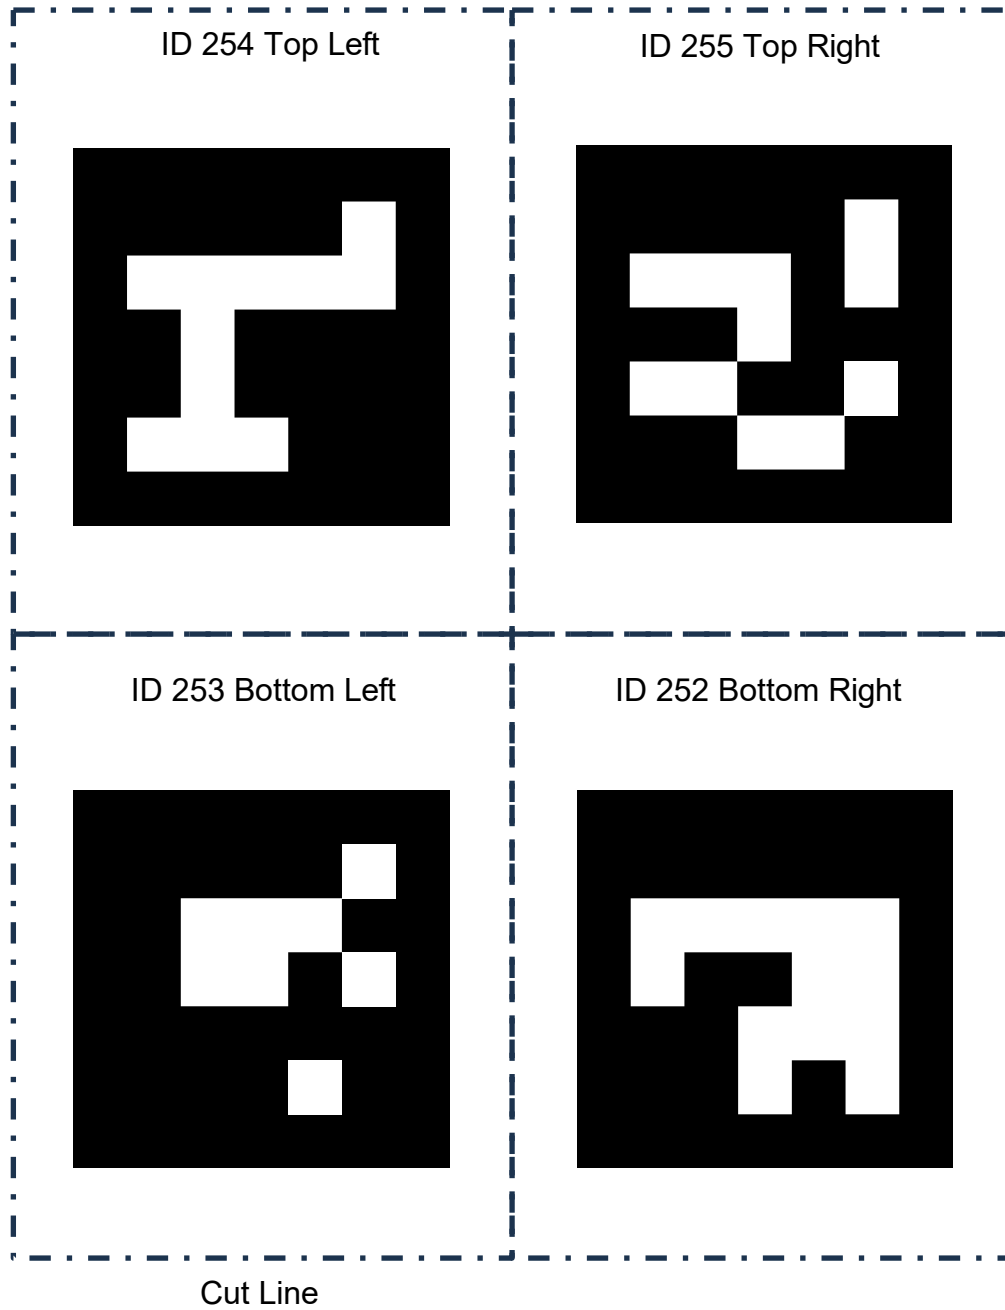 ID 254 Top Left
ID 255 Top Right
ID 253 Bottom Left
ID 252 Bottom Right
Cut Line